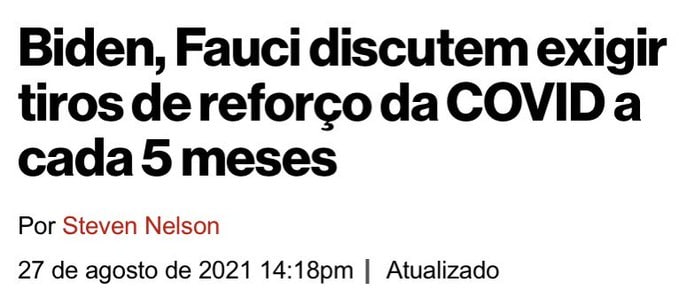 Biden, Fauci discutem exigir
tiros de reforço da COVID a
cada 5 meses
Por Steven Nelson
27 de agosto de 2021 14:18pm | Atualizado